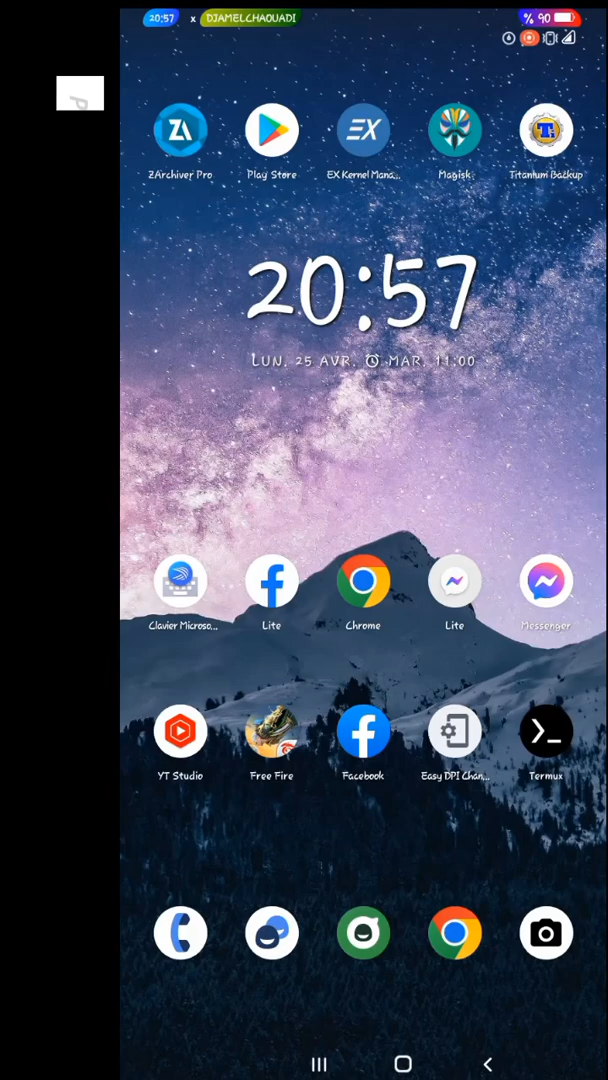 20:57 x DJAMELCHAOUADI % 90
P
ZArchiver Pro Play Store EX Kernel Mana... Magisk Titanium Backup
20:57
LUN. 25 AVR. MAR. 11:00
Clavier Microso... Lite Chrome Lite Messenger
YT Studio Free Fire Facebook Easy DPI Chan... Termux